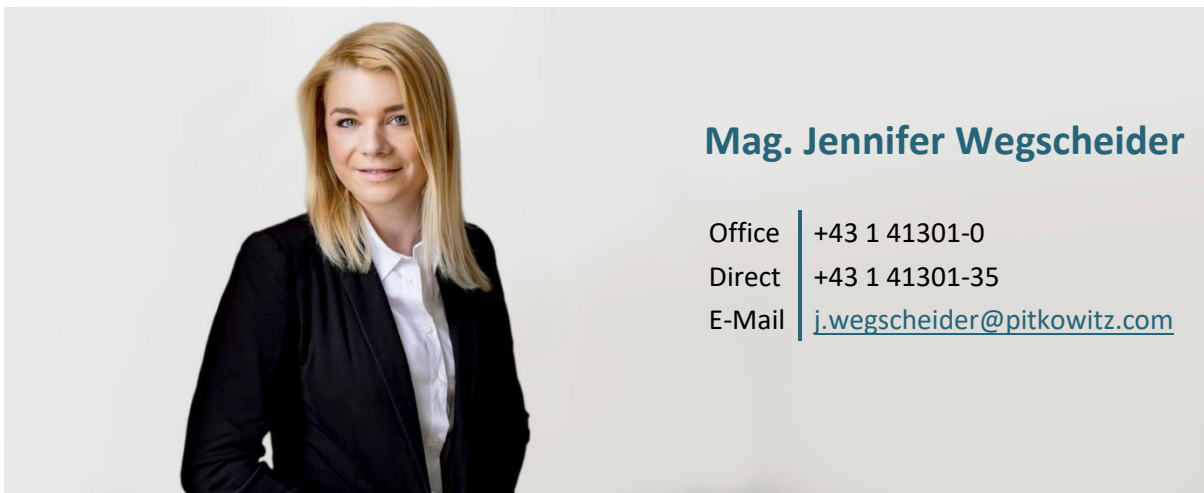 Mag. Jennifer Wegscheider
Office +43 1 41301-0
Direct +43 1 41301-35
E-Mail j.wegscheider@pitkowitz.com